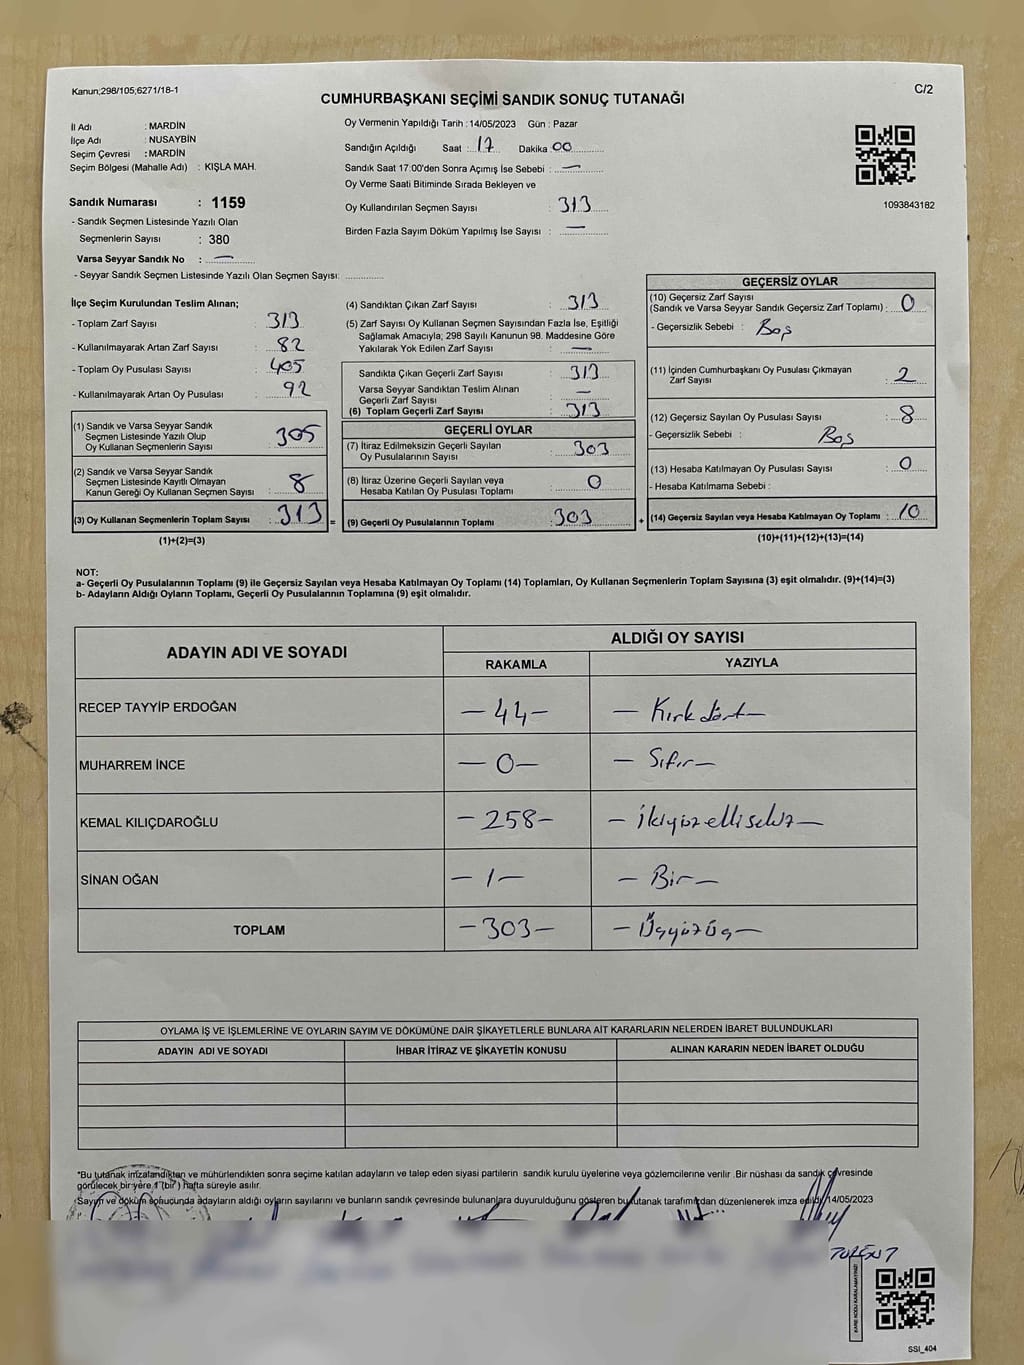 Kanun;298/105;6271/18-1
C/2
CUMHURBAŞKANI SEÇİMİ SANDIK SONUÇ TUTANAĞI
İl Adı : MARDİN
İlçe Adı : NUSAYBİN
Seçim Çevresi : MARDİN
Seçim Bölgesi (Mahalle Adı) : KIŞLA MAH.
Sandık Numarası : 1159
- Sandık Seçmen Listesinde Yazılı Olan
Seçmenlerin Sayısı : 380
Varsa Seyyar Sandık No : —
- Seyyar Sandık Seçmen Listesinde Yazılı Olan Seçmen Sayısı:
Oy Vermenin Yapıldığı Tarih : 14/05/2023 Gün : Pazar
Sandığın Açıldığı Saat : 17 Dakika 00
Sandık Saat 17:00'den Sonra Açımış İse Sebebi : —
Oy Verme Saati Bitiminde Sırada Bekleyen ve
Oy Kullandırılan Seçmen Sayısı : 313
Birden Fazla Sayım Döküm Yapılmış İse Sayısı : —
1093843182
İlçe Seçim Kurulundan Teslim Alınan;
- Toplam Zarf Sayısı : 313
- Kullanılmayarak Artan Zarf Sayısı : 82
- Toplam Oy Pusulası Sayısı : 405
- Kullanılmayarak Artan Oy Pusulası : 92
(1) Sandık ve Varsa Seyyar Sandık
Seçmen Listesinde Yazılı Olup
Oy Kullanan Seçmenlerin Sayısı : 305
(2) Sandık ve Varsa Seyyar Sandık
Seçmen Listesinde Kayıtlı Olmayan
Kanun Gereği Oy Kullanan Seçmen Sayısı : 8
(3) Oy Kullanan Seçmenlerin Toplam Sayısı : 313 =
(1)+(2)=(3)
(4) Sandıktan Çıkan Zarf Sayısı : 313
(5) Zarf Sayısı Oy Kullanan Seçmen Sayısından Fazla İse, Eşitliği
Sağlamak Amacıyla; 298 Sayılı Kanunun 98. Maddesine Göre
Yakılarak Yok Edilen Zarf Sayısı : —
Sandıkta Çıkan Geçerli Zarf Sayısı : 313
Varsa Seyyar Sandıktan Teslim Alınan
Geçerli Zarf Sayısı : —
(6) Toplam Geçerli Zarf Sayısı : 313
GEÇERLİ OYLAR
(7) İtiraz Edilmeksizin Geçerli Sayılan
Oy Pusulalarının Sayısı : 303
(8) İtiraz Üzerine Geçerli Sayılan veya
Hesaba Katılan Oy Pusulası Toplamı : 0
(9) Geçerli Oy Pusulalarının Toplamı : 303 +
GEÇERSİZ OYLAR
(10) Geçersiz Zarf Sayısı
(Sandık ve Varsa Seyyar Sandık Geçersiz Zarf Toplamı) : 0
- Geçersizlik Sebebi : Boş
(11) İçinden Cumhurbaşkanı Oy Pusulası Çıkmayan
Zarf Sayısı : 2
(12) Geçersiz Sayılan Oy Pusulası Sayısı : 8
- Geçersizlik Sebebi : Boş
(13) Hesaba Katılmayan Oy Pusulası Sayısı : 0
- Hesaba Katılmama Sebebi :
(14) Geçersiz Sayılan veya Hesaba Katılmayan Oy Toplamı : 10
(10)+(11)+(12)+(13)=(14)
NOT:
a- Geçerli Oy Pusulalarının Toplamı (9) ile Geçersiz Sayılan veya Hesaba Katılmayan Oy Toplamı (14) Toplamları, Oy Kullanan Seçmenlerin Toplam Sayısına (3) eşit olmalıdır. (9)+(14)=(3)
b- Adayların Aldığı Oyların Toplamı, Geçerli Oy Pusulalarının Toplamına (9) eşit olmalıdır.
ADAYIN ADI VE SOYADI
ALDIĞI OY SAYISI
RAKAMLA YAZIYLA
RECEP TAYYİP ERDOĞAN — 44 — — Kırkdört —
MUHARREM İNCE — 0 — — Sıfır —
KEMAL KILIÇDAROĞLU — 258 — — ikiyüzellisekiz —
SİNAN OĞAN — 1 — — Bir —
TOPLAM — 303 — — Üçyüzüç —
OYLAMA İŞ VE İŞLEMLERİNE VE OYLARIN SAYIM VE DÖKÜMÜNE DAİR ŞİKAYETLERLE BUNLARA AİT KARARLARIN NELERDEN İBARET BULUNDUKLARI
ADAYIN ADI VE SOYADI İHBAR İTİRAZ VE ŞİKAYETİN KONUSU ALINAN KARARIN NEDEN İBARET OLDUĞU
*Bu tutanak imzalandıktan ve mühürlendikten sonra seçime katılan adayların ve talep eden siyasi partilerin sandık kurulu üyelerine veya gözlemcilerine verilir .Bir nüshası da sandık çevresinde
görülecek bir yere 1 (bir ) hafta süreyle asılır.
Sayım ve döküm sonucunda adayların aldığı oyların sayılarını ve bunların sandık çevresinde bulunanlara duyurulduğunu gösteren bu tutanak tarafımızdan düzenlenerek imza edildi. 14/05/2023
KARE KODU KARALAMAYINIZ!
SSI_404